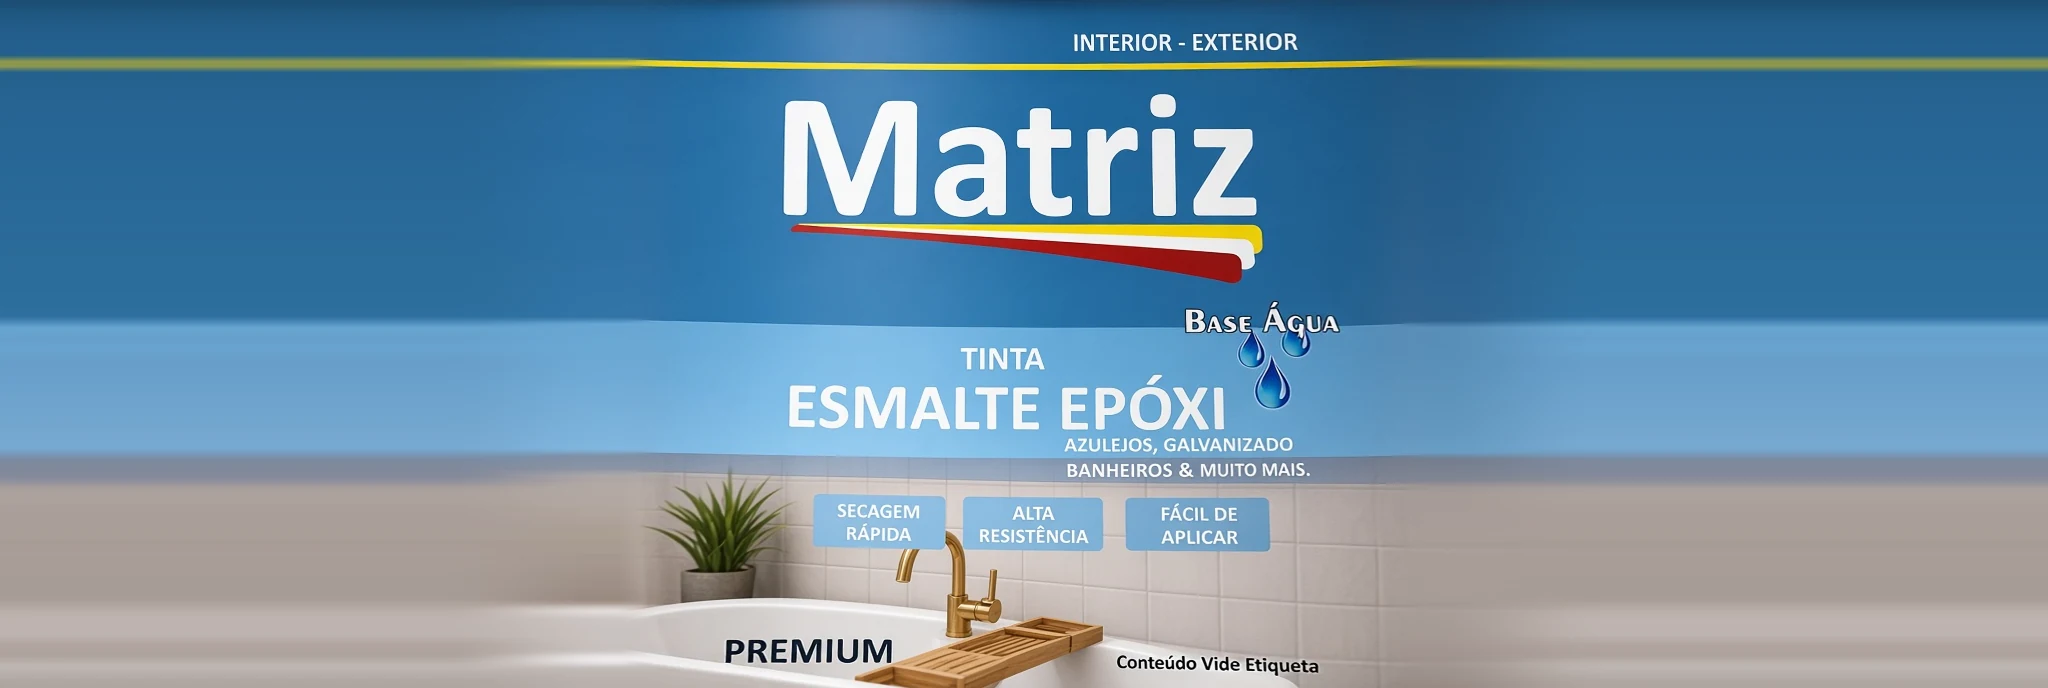 INTERIOR - EXTERIOR
Matriz
BASE ÁGUA
TINTA
ESMALTE EPÓXI
AZULEJOS, GALVANIZADO
BANHEIROS & MUITO MAIS.
SECAGEM
RÁPIDA
ALTA
RESISTÊNCIA
FÁCIL DE
APLICAR
PREMIUM
Conteúdo Vide Etiqueta